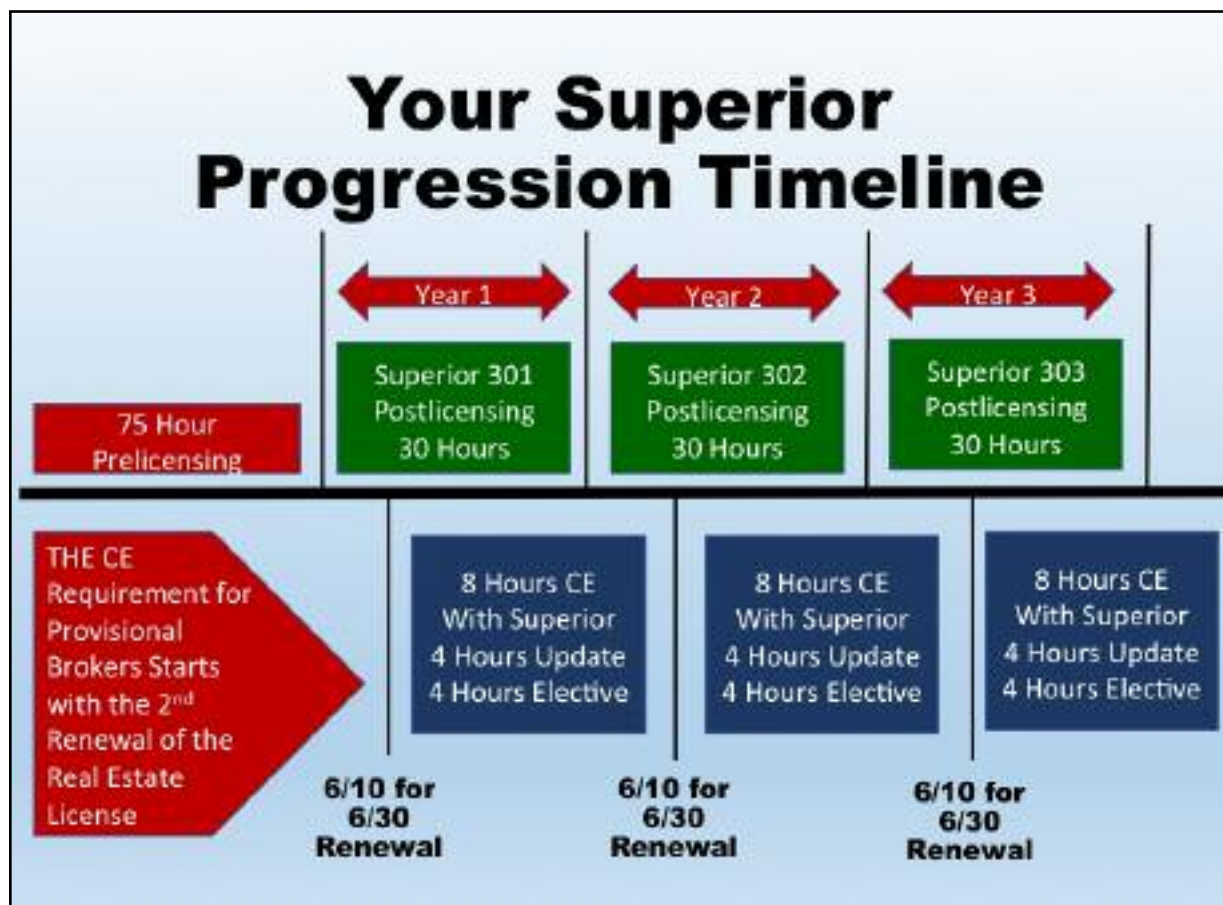 Your Superior
Progression Timeline
Year 1
Year 2
Year 3
75 Hour
Prelicensing
Superior 301
Postlicensing
30 Hours
Superior 302
Postlicensing
30 Hours
Superior 303
Postlicensing
30 Hours
THE CE
Requirement for
Provisional
Brokers Starts
with the 2nd
Renewal of the
Real Estate
License
8 Hours CE
With Superior
4 Hours Update
4 Hours Elective
8 Hours CE
With Superior
4 Hours Update
4 Hours Elective
8 Hours CE
With Superior
4 Hours Update
4 Hours Elective
6/10 for
6/30
Renewal
6/10 for
6/30
Renewal
6/10 for
6/30
Renewal